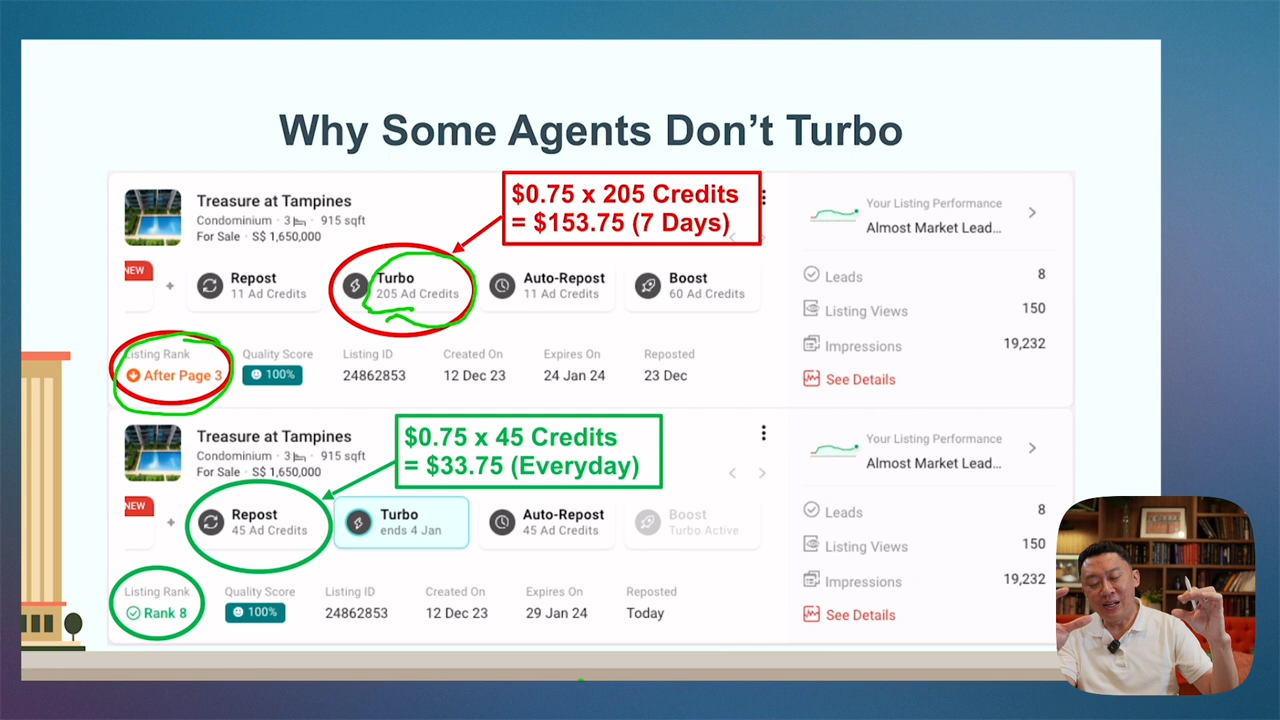 Why Some Agents Don't Turbo
Treasure at Tampines
Condominium · 3 · 915 sqft
For Sale · S$ 1,650,000
$0.75 x 205 Credits
= $153.75 (7 Days)
Your Listing Performance
Almost Market Lead...
NEW
+
Repost
11 Ad Credits
Turbo
205 Ad Credits
Auto-Repost
11 Ad Credits
Boost
60 Ad Credits
Leads 8
Listing Views 150
Impressions 19,232
See Details
Listing Rank
After Page 3
Quality Score
100%
Listing ID
24862853
Created On
12 Dec 23
Expires On
24 Jan 24
Reposted
23 Dec
Treasure at Tampines
Condominium · 3 · 915 sqft
For Sale · S$ 1,650,000
$0.75 x 45 Credits
= $33.75 (Everyday)
Your Listing Performance
Almost Market Lead...
NEW
+
Repost
45 Ad Credits
Turbo
ends 4 Jan
Auto-Repost
45 Ad Credits
Boost
Turbo Active
Leads 8
Listing Views 150
Impressions 19,232
See Details
Listing Rank
Rank 8
Quality Score
100%
Listing ID
24862853
Created On
12 Dec 23
Expires On
29 Jan 24
Reposted
Today